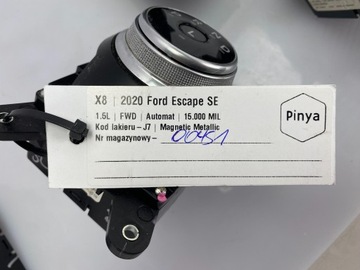 R N D
L
X8 | 2020 Ford Escape SE
1.5L | FWD | Automat | 15.000 MIL
Kod lakieru – J7 | Magnetic Metallic
Nr magazynowy – 00451
Pinya